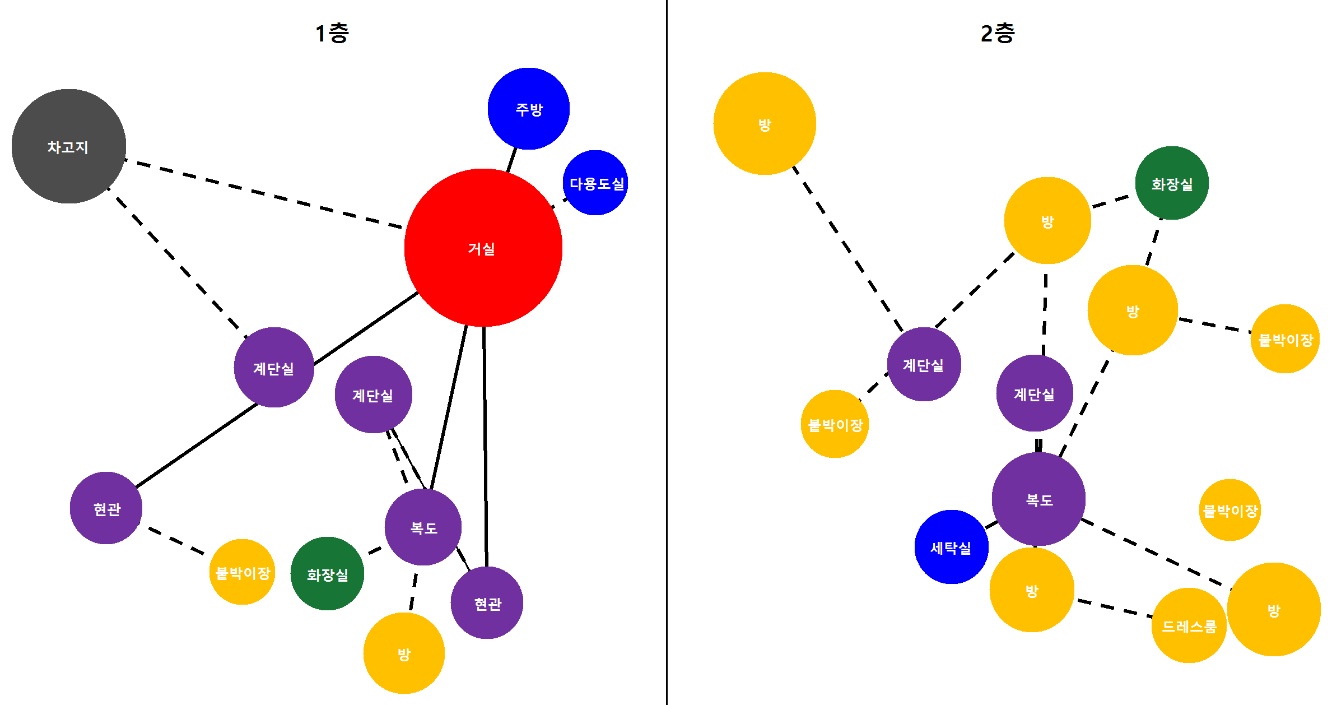 1층
주방
차고지
다용도실
거실
계단실
계단실
현관
복도
붙박이장
화장실
현관
방
2층
방
화장실
방
방
붙박이장
계단실
계단실
붙박이장
복도
붙박이장
세탁실
방
방
드레스룸